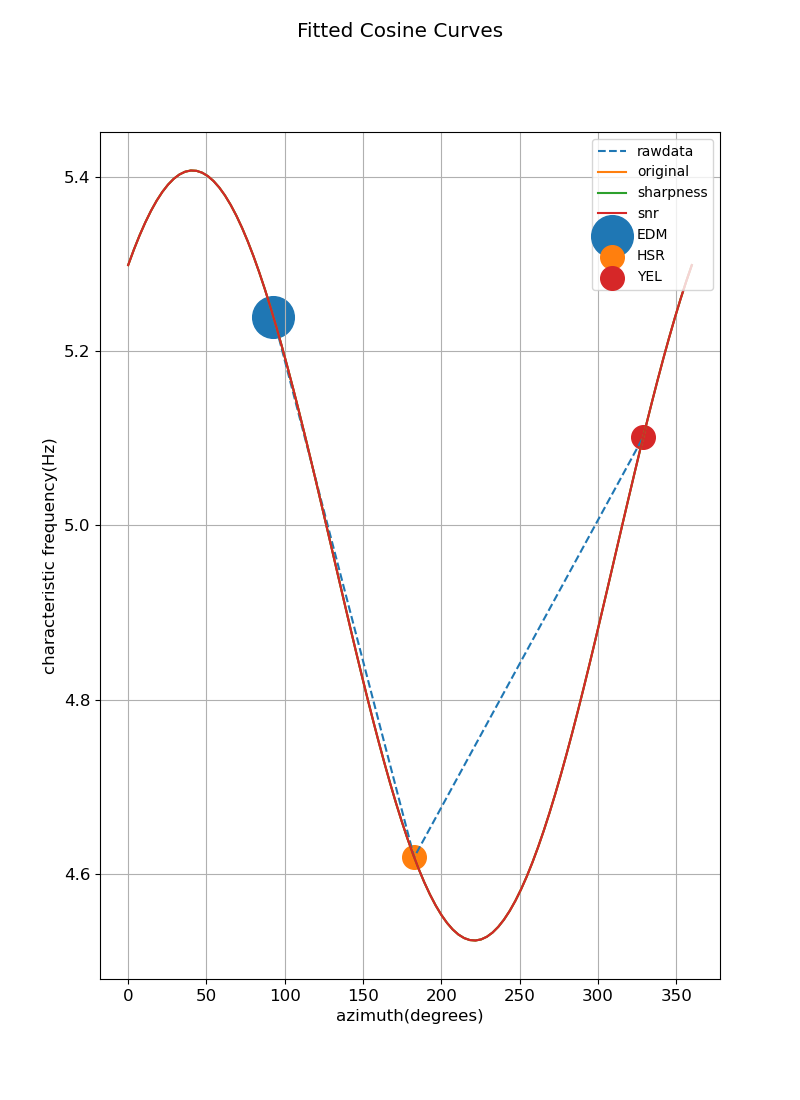 Fitted Cosine Curves
rawdata
original
sharpness
snr
EDM
HSR
YEL
5.4
5.2
5.0
4.8
4.6
characteristic frequency(Hz)
0 50 100 150 200 250 300 350
azimuth(degrees)